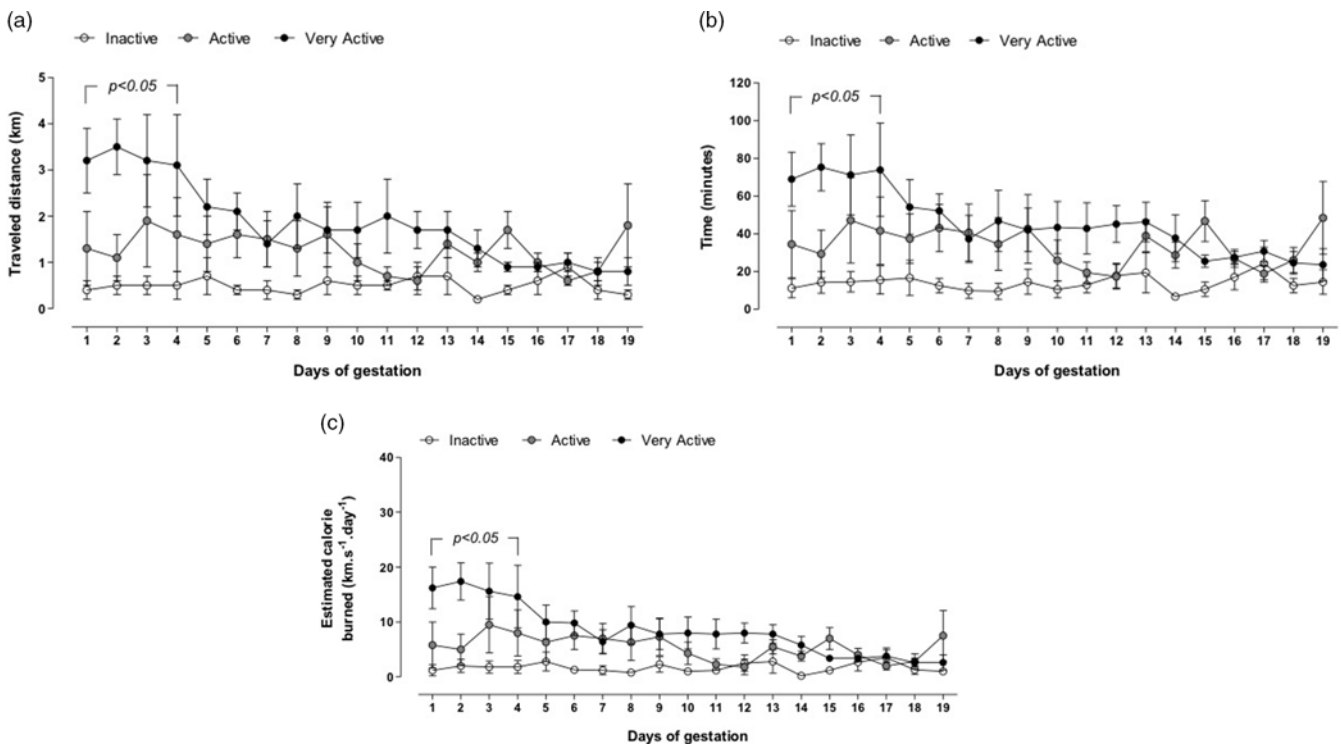 (a)
Inactive Active Very Active
5
4
3
2
1
0
p<0.05
Traveled distance (km)
1 2 3 4 5 6 7 8 9 10 11 12 13 14 15 16 17 18 19
Days of gestation
(b)
Inactive Active Very Active
120
100
80
60
40
20
0
p<0.05
Time (minutes)
1 2 3 4 5 6 7 8 9 10 11 12 13 14 15 16 17 18 19
Days of gestation
(c)
Inactive Active Very Active
40
30
20
10
0
p<0.05
Estimated calorie
burned (km.s⁻¹.day⁻¹)
1 2 3 4 5 6 7 8 9 10 11 12 13 14 15 16 17 18 19
Days of gestation